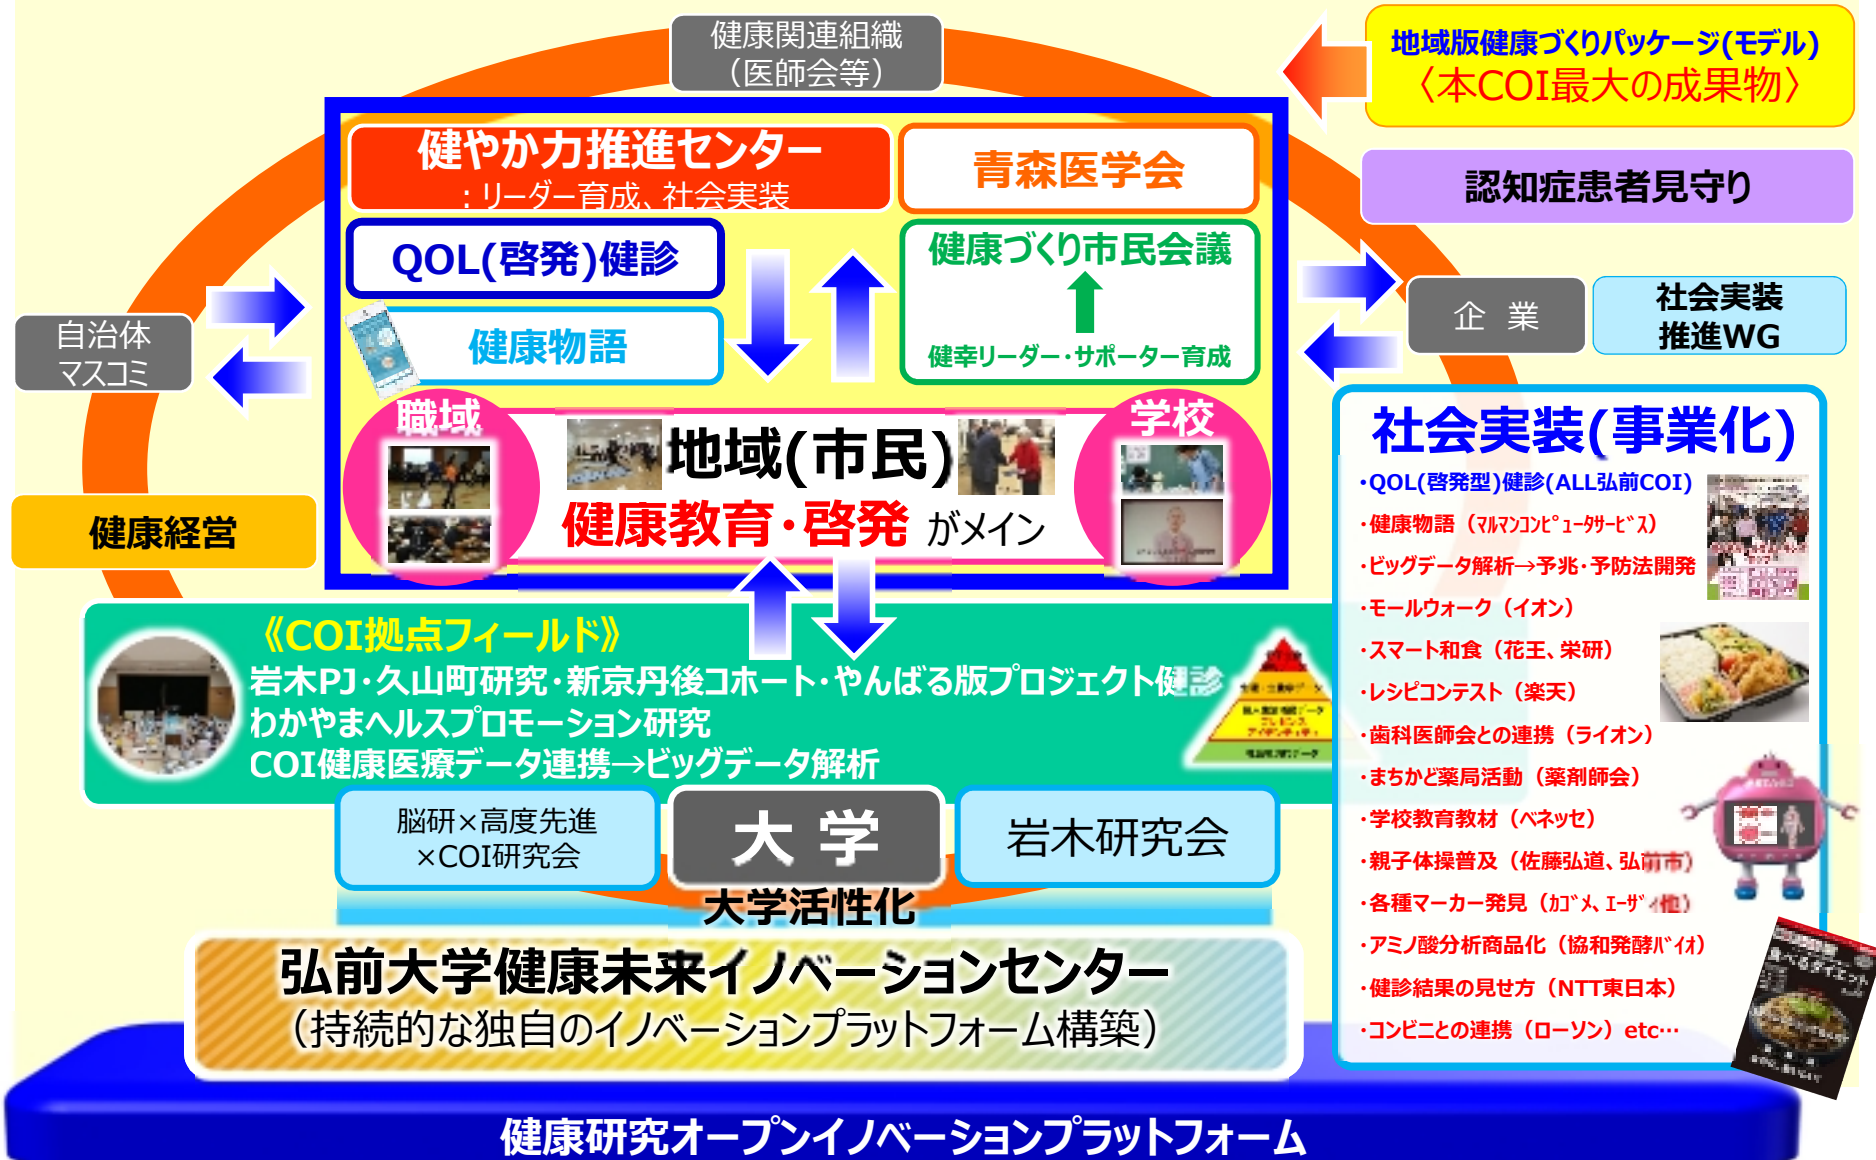 健康関連組織
（医師会等）
地域版健康づくりパッケージ(モデル)
〈本COI最大の成果物〉
健やか力推進センター
：リーダー育成、社会実装
青森医学会
認知症患者見守り
QOL(啓発)健診
健康づくり市民会議
健幸リーダー・サポーター育成
健康物語
自治体
マスコミ
企 業
社会実装
推進WG
職域
地域(市民)
学校
健康教育・啓発 がメイン
健康経営
社会実装(事業化)
・QOL(啓発型)健診(ALL弘前COI)
・健康物語（ﾏﾙﾏﾝｺﾝﾋﾟｭｰﾀｻｰﾋﾞｽ）
・ビッグデータ解析→予兆・予防法開発
・モールウォーク（イオン）
・スマート和食（花王、栄研）
・レシピコンテスト（楽天）
・歯科医師会との連携（ライオン）
・まちかど薬局活動（薬剤師会）
・学校教育教材（ベネッセ）
・親子体操普及（佐藤弘道、弘前市）
・各種マーカー発見（ｶｺﾞﾒ、ｴｰｻﾞｲ他）
・アミノ酸分析商品化（協和発酵ﾊﾞｲｵ）
・健診結果の見せ方（NTT東日本）
・コンビニとの連携（ローソン）etc…
《COI拠点フィールド》
岩木PJ・久山町研究・新京丹後コホート・やんばる版プロジェクト健診
わかやまヘルスプロモーション研究
COI健康医療データ連携→ビッグデータ解析
脳研×高度先進
×COI研究会
大 学
岩木研究会
大学活性化
弘前大学健康未来イノベーションセンター
（持続的な独自のイノベーションプラットフォーム構築）
健康研究オープンイノベーションプラットフォーム